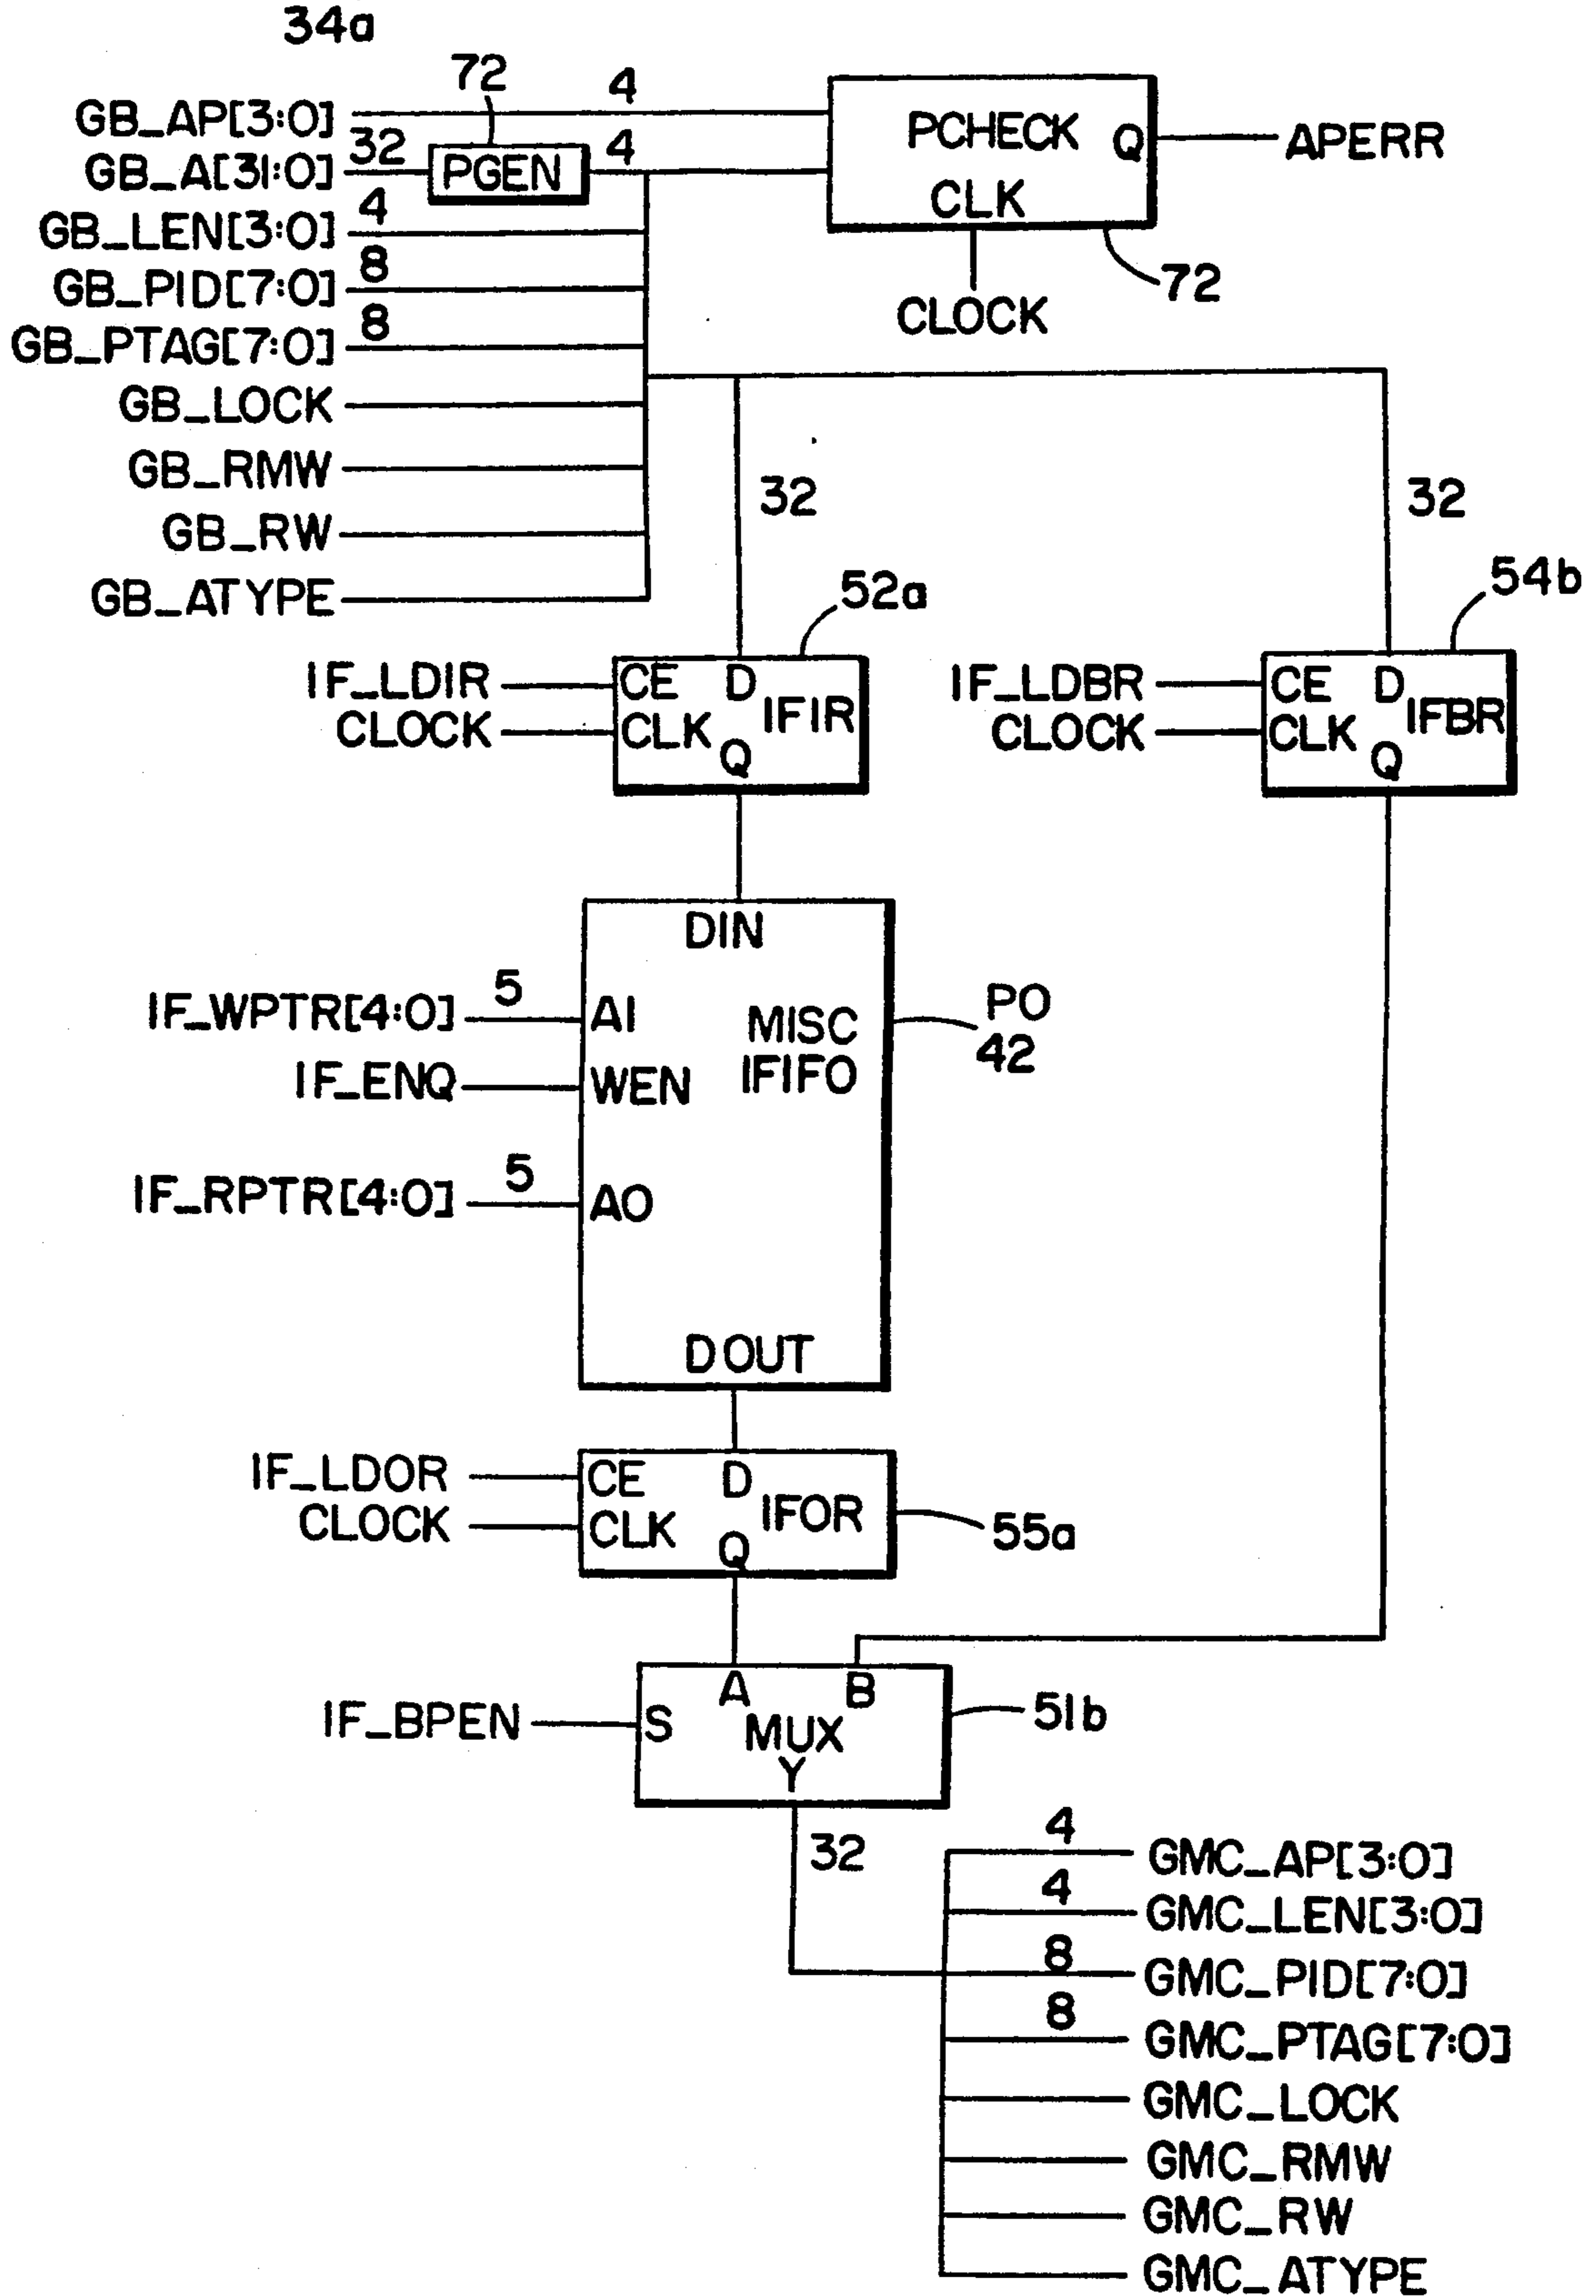 34a
72
GB_AP[3:0]
4
PCHECK
Q
APERR
GB_A[31:0]
32
PGEN
4
CLK
72
CLOCK
GB_LEN[3:0]
4
GB_PID[7:0]
8
GB_PTAG[7:0]
8
GB_LOCK
GB_RMW
GB_RW
GB_ATYPE
32
32
52a
54b
IF_LDIR
CE
D
IFIR
CLOCK
CLK
Q
IF_LDBR
CE
D
IFBR
CLOCK
CLK
Q
DIN
IF_WPTR[4:0]
5
AI
MISC
IFIFO
PO
42
IF_ENQ
WEN
IF_RPTR[4:0]
5
AO
DOUT
IF_LDOR
CE
D
IFOR
55a
CLOCK
CLK
Q
A
B
IF_BPEN
S
MUX
Y
51b
32
4
GMC_AP[3:0]
4
GMC_LEN[3:0]
8
GMC_PID[7:0]
8
GMC_PTAG[7:0]
GMC_LOCK
GMC_RMW
GMC_RW
GMC_ATYPE